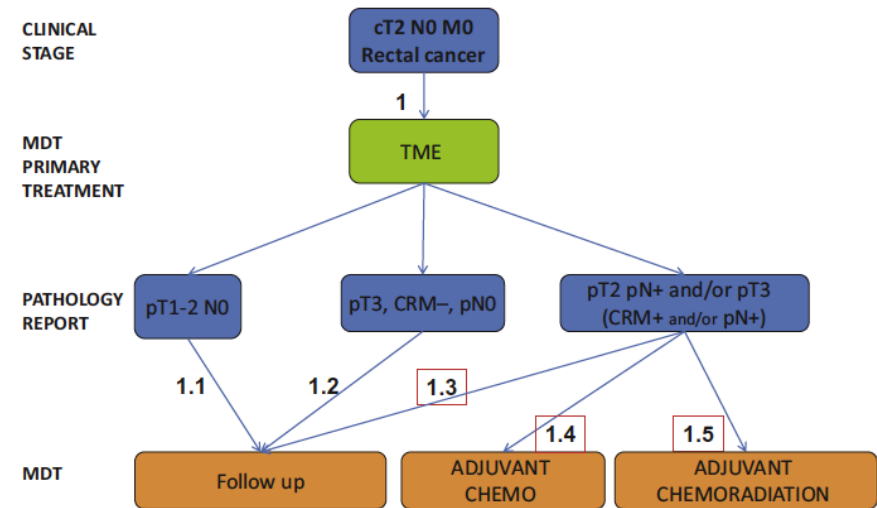 CLINICAL
STAGE
cT2 N0 M0
Rectal cancer
1
MDT
PRIMARY
TREATMENT
TME
PATHOLOGY
REPORT
pT1-2 N0
pT3, CRM–, pN0
pT2 pN+ and/or pT3
(CRM+ and/or pN+)
1.1
1.2
1.3
1.4
1.5
MDT
Follow up
ADJUVANT
CHEMO
ADJUVANT
CHEMORADIATION